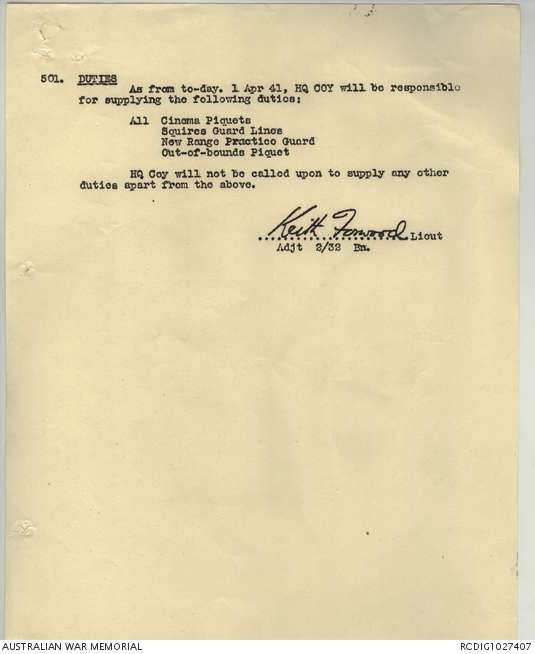 501. DUTIES
As from to-day. 1 Apr 41, HQ COY will be responsible
for supplying the following duties;
All Cinema Piquets
Squires Guard Lines
New Range Practice Guard
Out-of-bounds Piquet
HQ Coy will not be called upon to supply any other
duties apart from the above.
Keith Forwood Lieut
Adjt 2/32 Bn.
AUSTRALIAN WAR MEMORIAL
RCDIG1027407